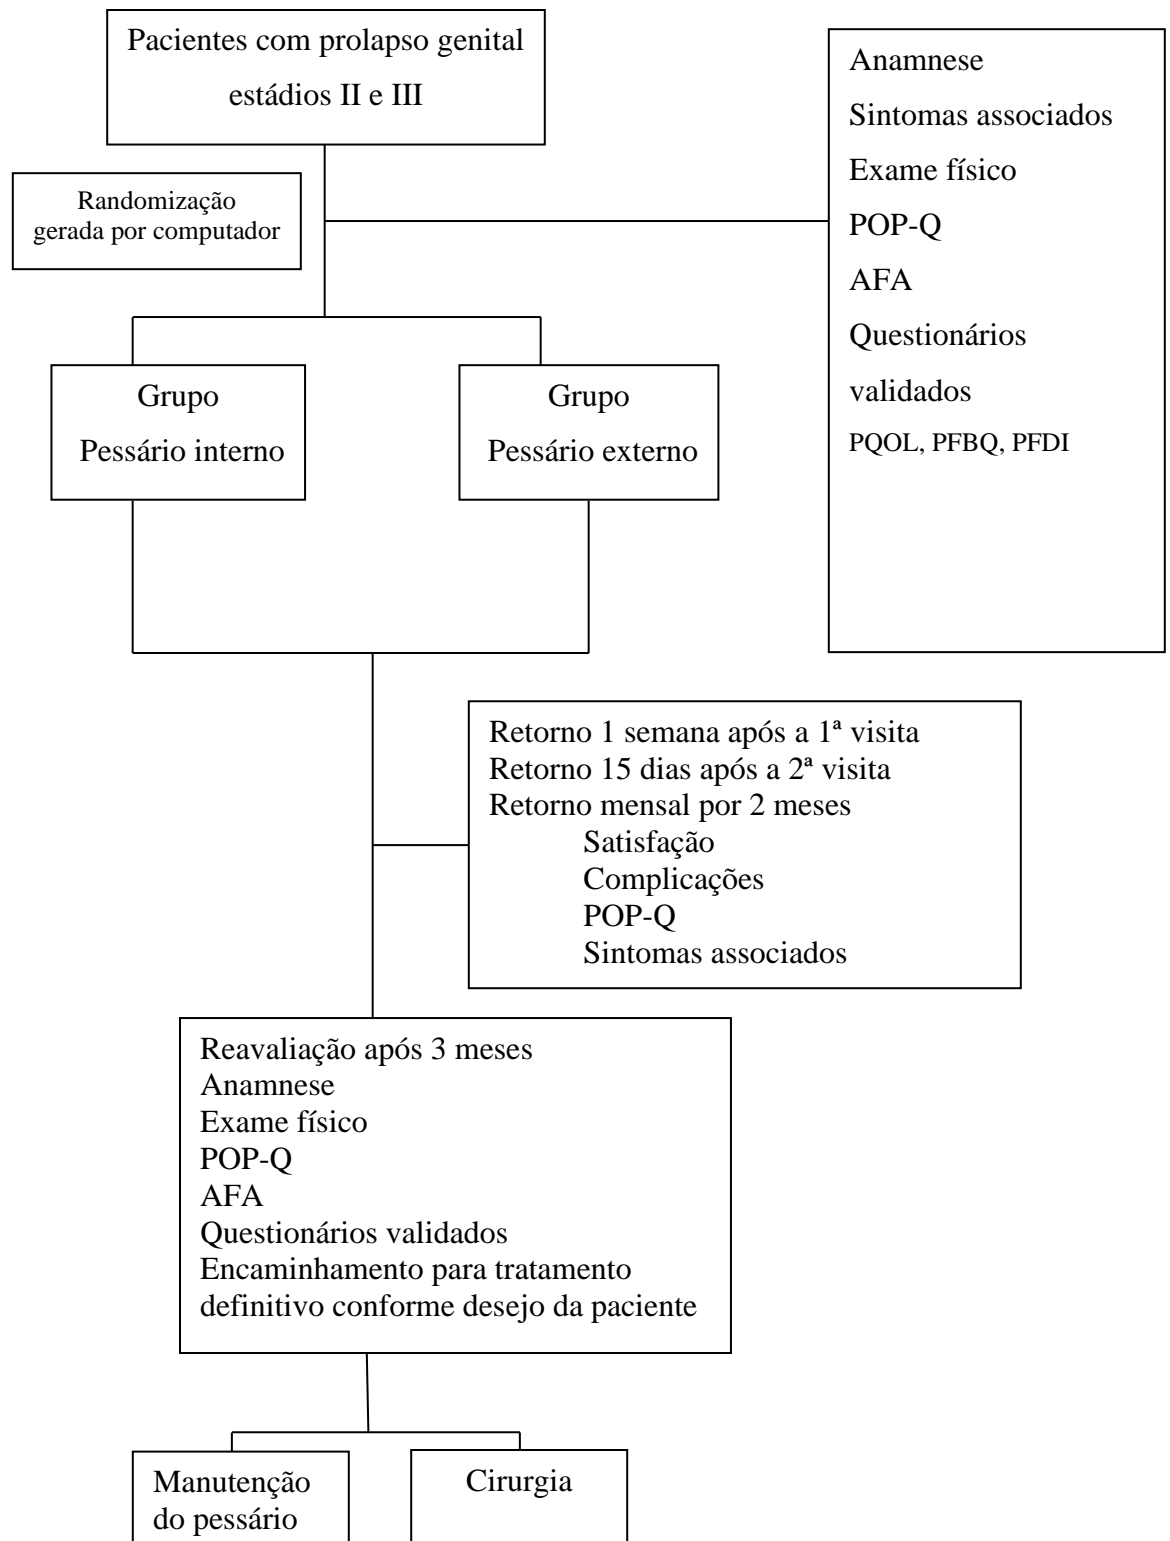 Pacientes com prolapso genital
estádios II e III
Anamnese
Sintomas associados
Exame físico
POP-Q
AFA
Questionários
validados
PQOL, PFBQ, PFDI
Randomização
gerada por computador
Grupo
Pessário interno
Grupo
Pessário externo
Retorno 1 semana após a 1ª visita
Retorno 15 dias após a 2ª visita
Retorno mensal por 2 meses
Satisfação
Complicações
POP-Q
Sintomas associados
Reavaliação após 3 meses
Anamnese
Exame físico
POP-Q
AFA
Questionários validados
Encaminhamento para tratamento
definitivo conforme desejo da paciente
Manutenção
do pessário
Cirurgia